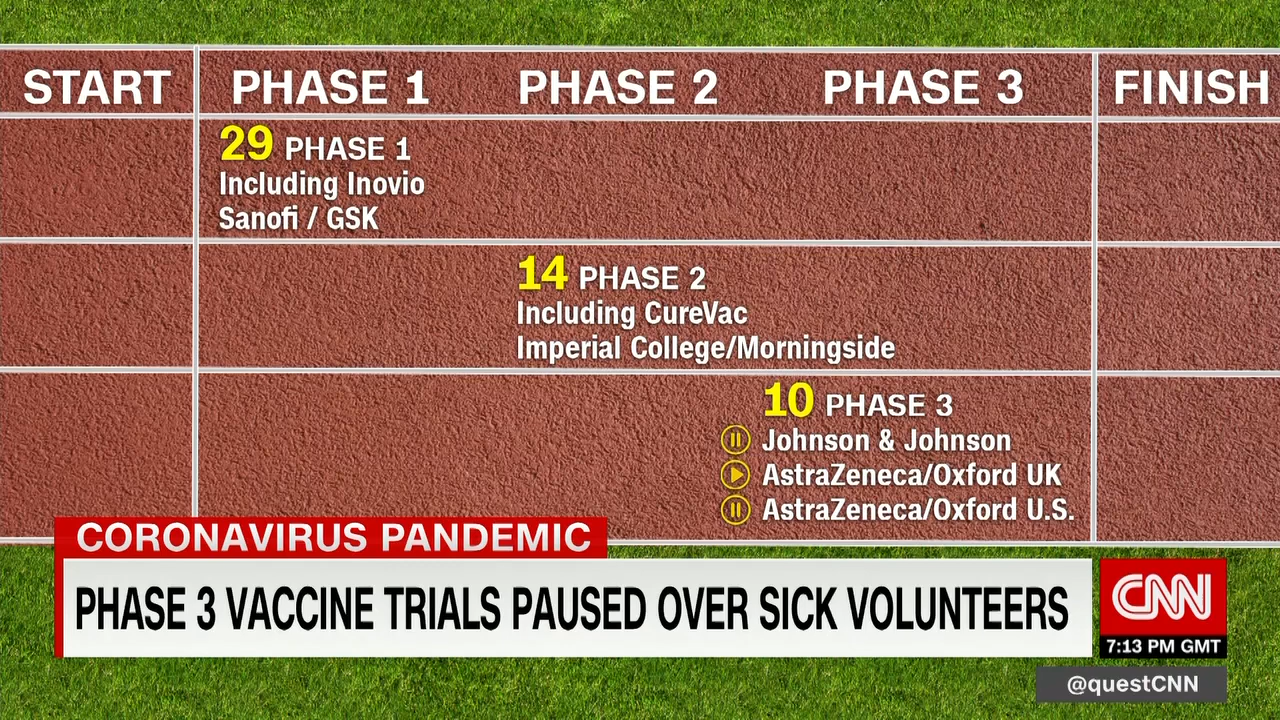 START PHASE 1 PHASE 2 PHASE 3 FINISH
29 PHASE 1
Including Inovio
Sanofi / GSK
14 PHASE 2
Including CureVac
Imperial College/Morningside
10 PHASE 3
Johnson & Johnson
AstraZeneca/Oxford UK
AstraZeneca/Oxford U.S.
CORONAVIRUS PANDEMIC
PHASE 3 VACCINE TRIALS PAUSED OVER SICK VOLUNTEERS
CNN
7:13 PM GMT
@questCNN